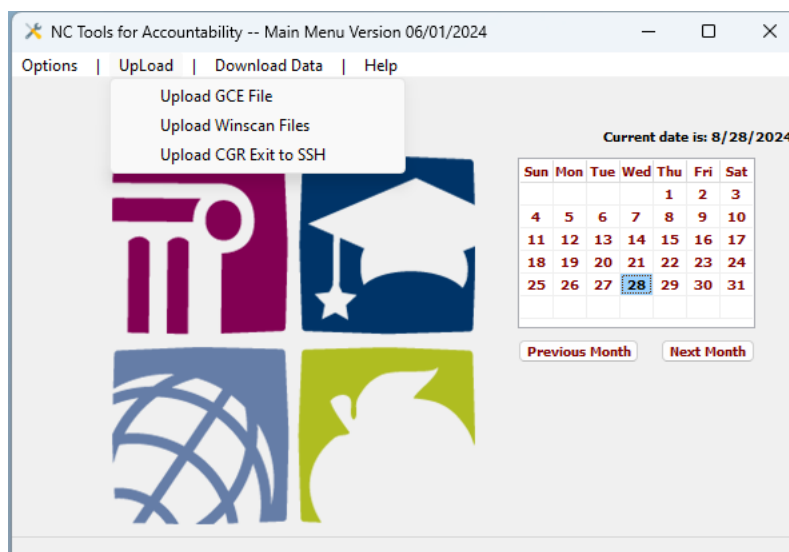 NC Tools for Accountability -- Main Menu Version 06/01/2024
Options | UpLoad | Download Data | Help
Upload GCE File
Upload Winscan Files
Upload CGR Exit to SSH
Current date is: 8/28/2024
Sun Mon Tue Wed Thu Fri Sat
1 2 3
4 5 6 7 8 9 10
11 12 13 14 15 16 17
18 19 20 21 22 23 24
25 26 27 28 29 30 31
Previous Month Next Month